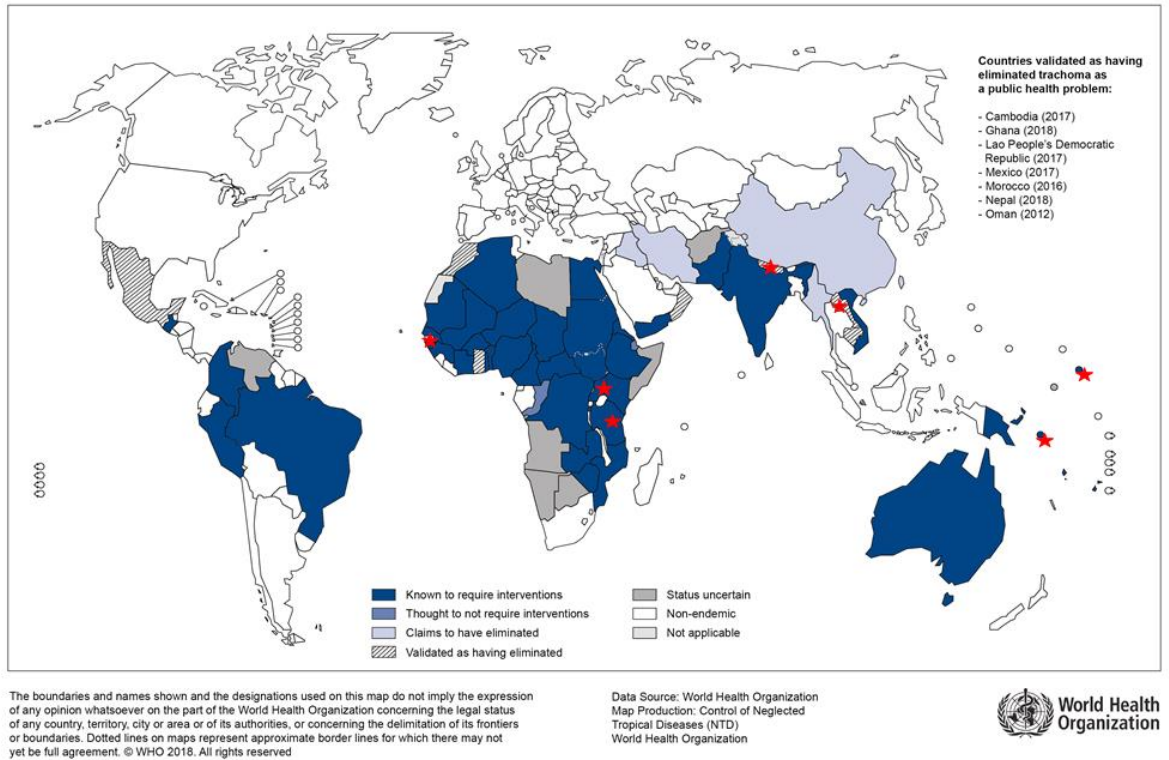 Countries validated as having
eliminated trachoma as
a public health problem:
- Cambodia (2017)
- Ghana (2018)
- Lao People's Democratic
Republic (2017)
- Mexico (2017)
- Morocco (2016)
- Nepal (2018)
- Oman (2012)
Known to require interventions
Thought to not require interventions
Claims to have eliminated
Validated as having eliminated
Status uncertain
Non-endemic
Not applicable
The boundaries and names shown and the designations used on this map do not imply the expression
of any opinion whatsoever on the part of the World Health Organization concerning the legal status
of any country, territory, city or area or of its authorities, or concerning the delimitation of its frontiers
or boundaries. Dotted lines on maps represent approximate border lines for which there may not
yet be full agreement. © WHO 2018. All rights reserved
Data Source: World Health Organization
Map Production: Control of Neglected
Tropical Diseases (NTD)
World Health Organization
World Health
Organization